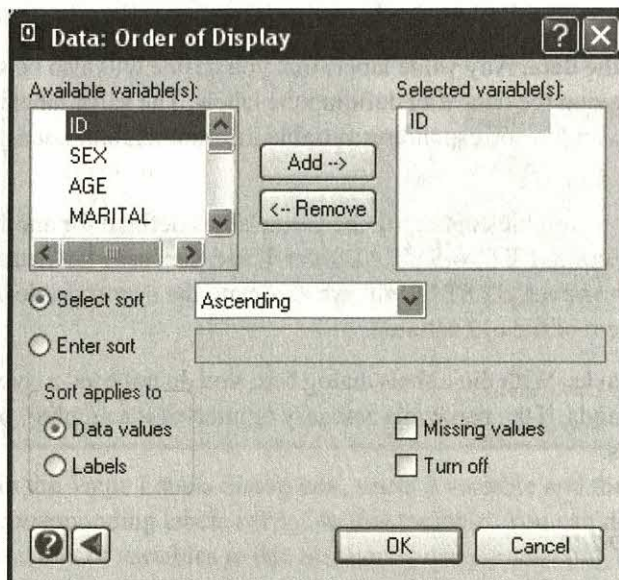 Data: Order of Display
Available variable(s):
ID
SEX
AGE
MARITAL
Add -->
<-- Remove
Selected variable(s):
ID
Select sort
Ascending
Enter sort
Sort applies to
Data values
Labels
Missing values
Turn off
OK
Cancel